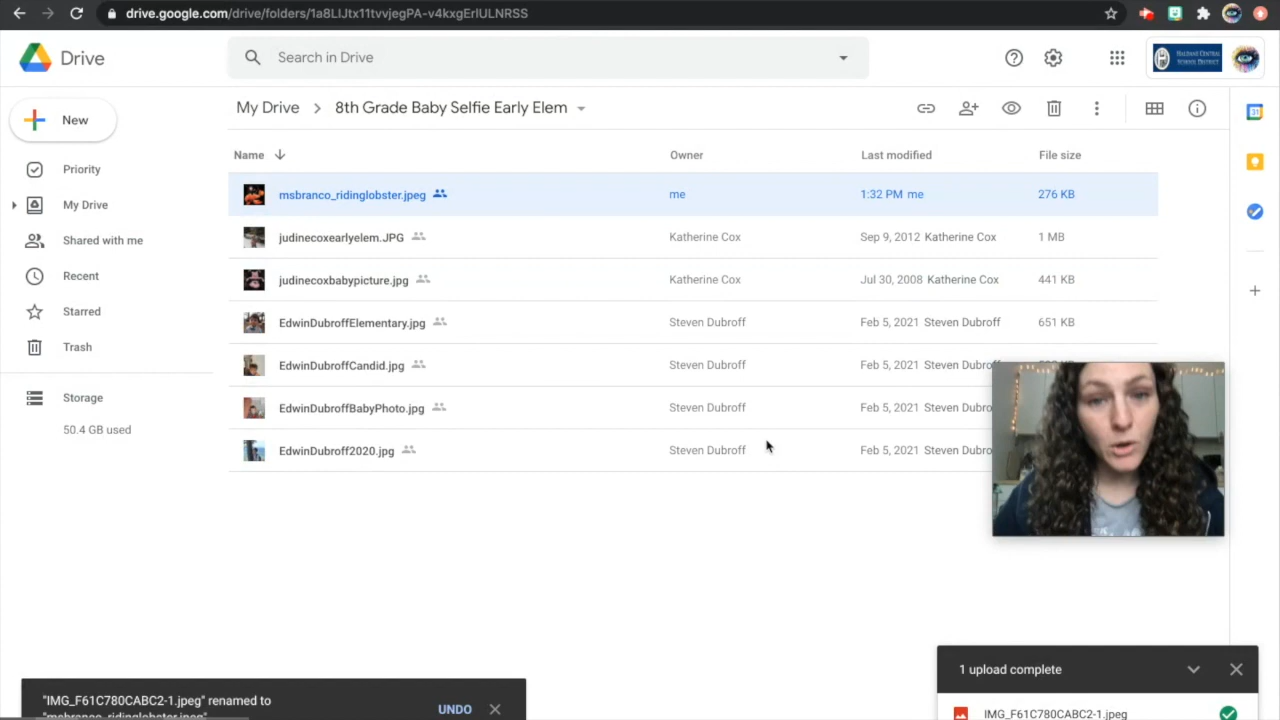 drive.google.com/drive/folders/1a8LIJtx11tvvjegPA-v4kxgErlULNRSS
Drive
Search in Drive
New
My Drive
8th Grade Baby Selfie Early Elem
Name
Owner
Last modified
File size
Priority
My Drive
Shared with me
Recent
Starred
Trash
Storage
50.4 GB used
msbranco_ridinglobster.jpeg me 1:32 PM me 276 KB
judinecoxearlyelem.JPG Katherine Cox Sep 9, 2012 Katherine Cox 1 MB
judinecoxbabypicture.jpg Katherine Cox Jul 30, 2008 Katherine Cox 441 KB
EdwinDubroffElementary.jpg Steven Dubroff Feb 5, 2021 Steven Dubroff 651 KB
EdwinDubroffCandid.jpg Steven Dubroff Feb 5, 2021 Steven Dubro
EdwinDubroffBabyPhoto.jpg Steven Dubroff Feb 5, 2021 Steven Dubro
EdwinDubroff2020.jpg Steven Dubroff Feb 5, 2021 Steven Dubro
"IMG_F61C780CABC2-1.jpeg" renamed to
"msbranco_ridinglobster.jpeg"
UNDO
1 upload complete
IMG_F61C780CABC2-1.jpeg